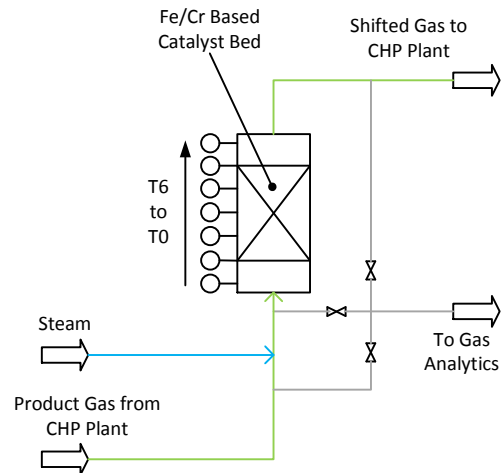 Fe/Cr Based
Catalyst Bed
Shifted Gas to
CHP Plant
T6
to
T0
Steam
To Gas
Analytics
Product Gas from
CHP Plant